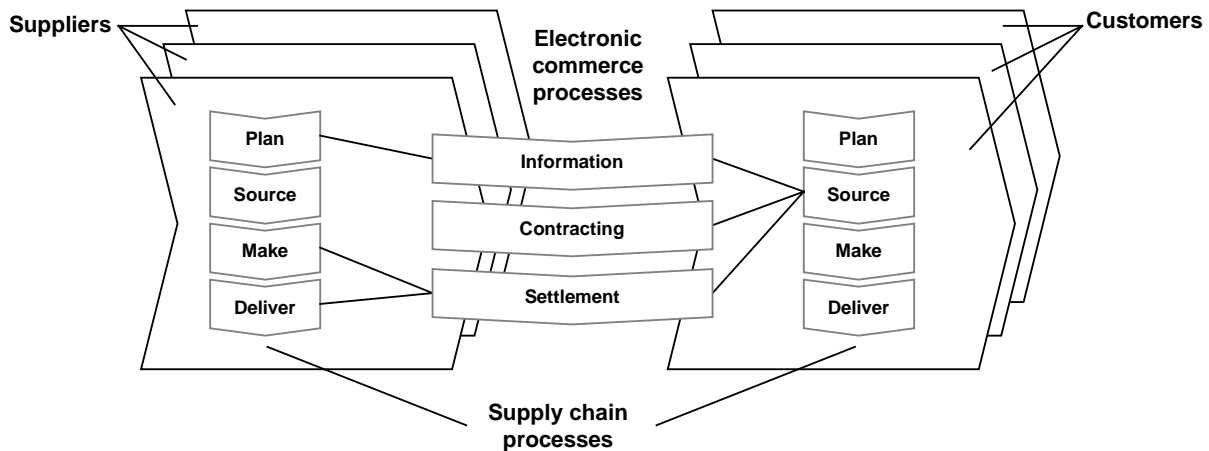 Suppliers
Electronic
commerce
processes
Customers
Plan
Source
Make
Deliver
Information
Contracting
Settlement
Plan
Source
Make
Deliver
Supply chain
processes